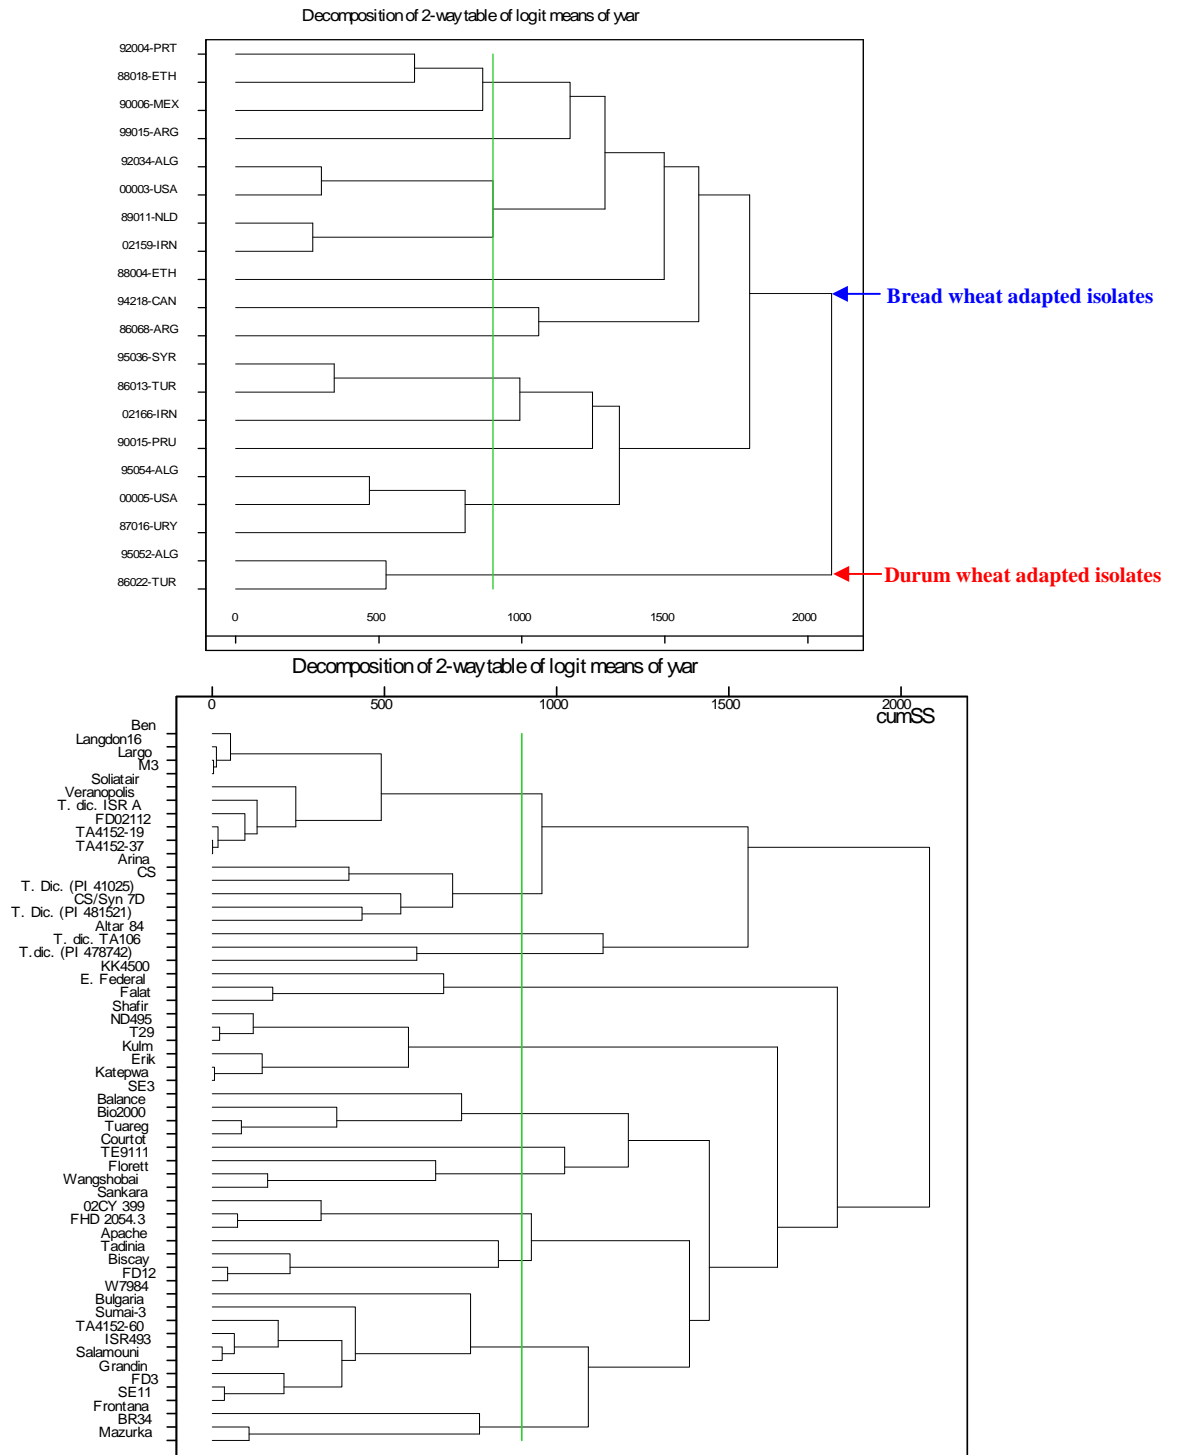 Decomposition of 2-way table of logit means of yvar
92004-PRT
88018-ETH
90006-MEX
99015-ARG
92034-ALG
00003-USA
89011-NLD
02159-IRN
88004-ETH
94218-CAN
Bread wheat adapted isolates
86068-ARG
95036-SYR
86013-TUR
02166-IRN
90015-PRU
95054-ALG
00005-USA
87016-URY
95052-ALG
Durum wheat adapted isolates
86022-TUR
0 500 1000 1500 2000
Decomposition of 2-way table of logit means of yvar
0 500 1000 1500 2000
cumSS
Ben
Langdon16
Largo
M3
Soliatair
Veranopolis
T. dic. ISR A
FD02112
TA4152-19
TA4152-37
Arina
CS
T. Dic. (PI 41025)
CS/Syn 7D
T. Dic. (PI 481521)
Altar 84
T. dic. TA106
T.dic. (PI 478742)
KK4500
E. Federal
Falat
Shafir
ND495
T29
Kulm
Erik
Katepwa
SE3
Balance
Bio2000
Tuareg
Courtot
TE9111
Florett
Wangshobai
Sankara
02CY 399
FHD 2054.3
Apache
Tadinia
Biscay
FD12
W7984
Bulgaria
Sumai-3
TA4152-60
ISR493
Salamouni
Grandin
FD3
SE11
Frontana
BR34
Mazurka